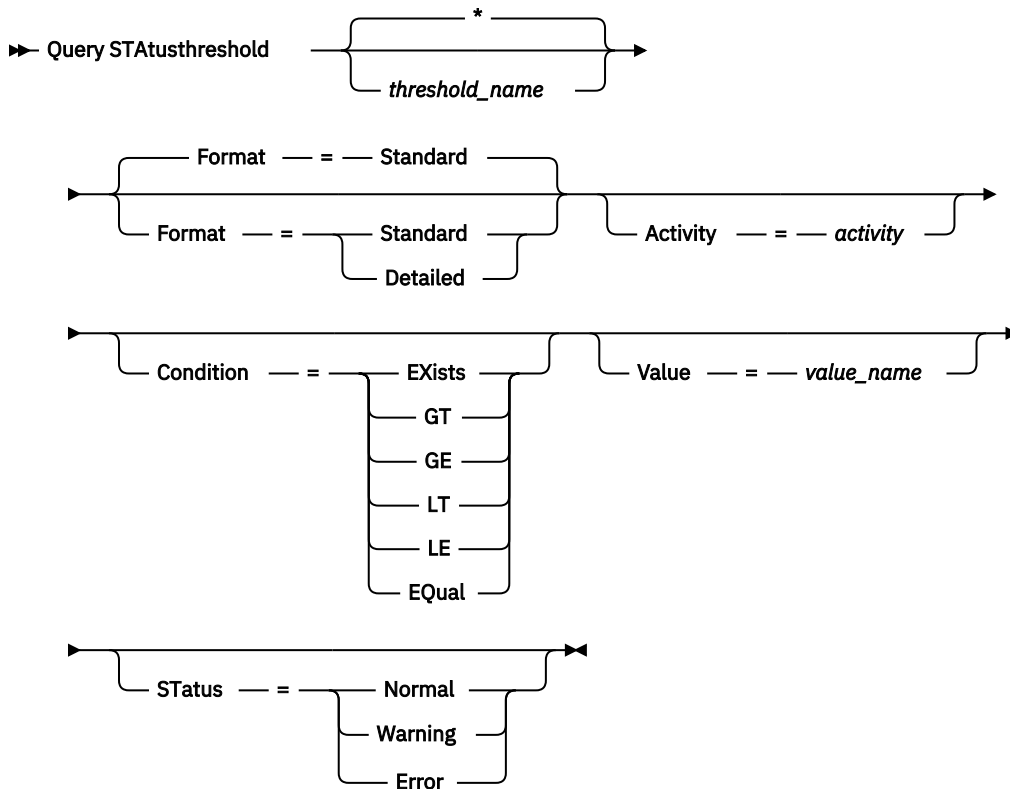 *
Query STAtusthreshold
threshold_name
Format = Standard
Format = Standard
Activity = activity
Detailed
Condition = EXists
Value = value_name
GT
GE
LT
LE
EQual
STatus = Normal
Warning
Error